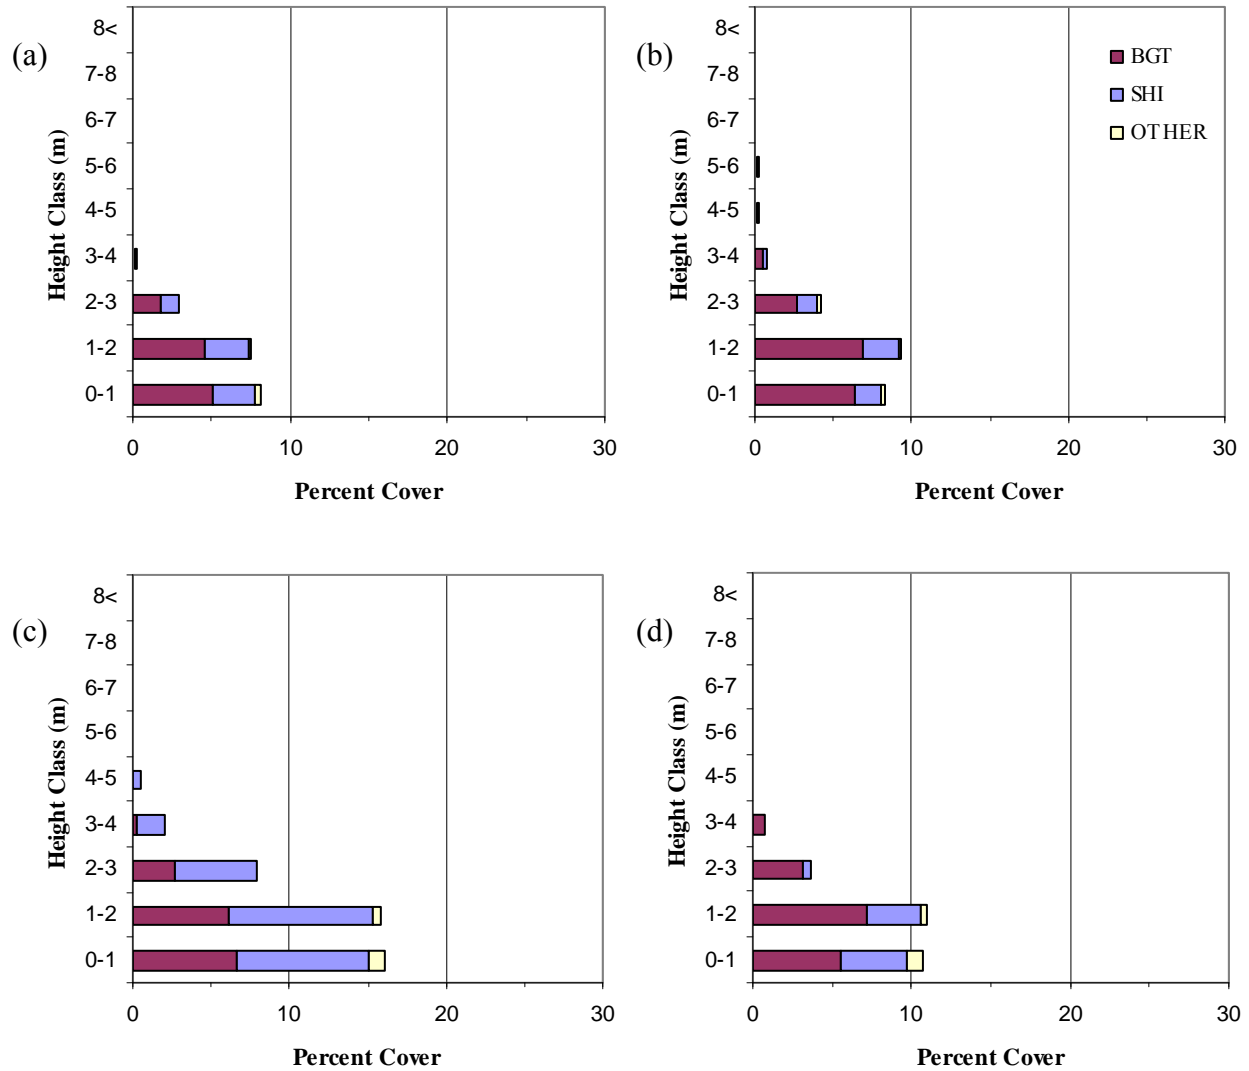 (a)
Height Class (m)
8<
7-8
6-7
5-6
4-5
3-4
2-3
1-2
0-1
0 10 20 30
Percent Cover
(b)
Height Class (m)
8<
7-8
6-7
5-6
4-5
3-4
2-3
1-2
0-1
0 10 20 30
Percent Cover
BGT
SHI
OTHER
(c)
Height Class (m)
8<
7-8
6-7
5-6
4-5
3-4
2-3
1-2
0-1
0 10 20 30
Percent Cover
(d)
Height Class (m)
8<
7-8
6-7
5-6
4-5
3-4
2-3
1-2
0-1
0 10 20 30
Percent Cover